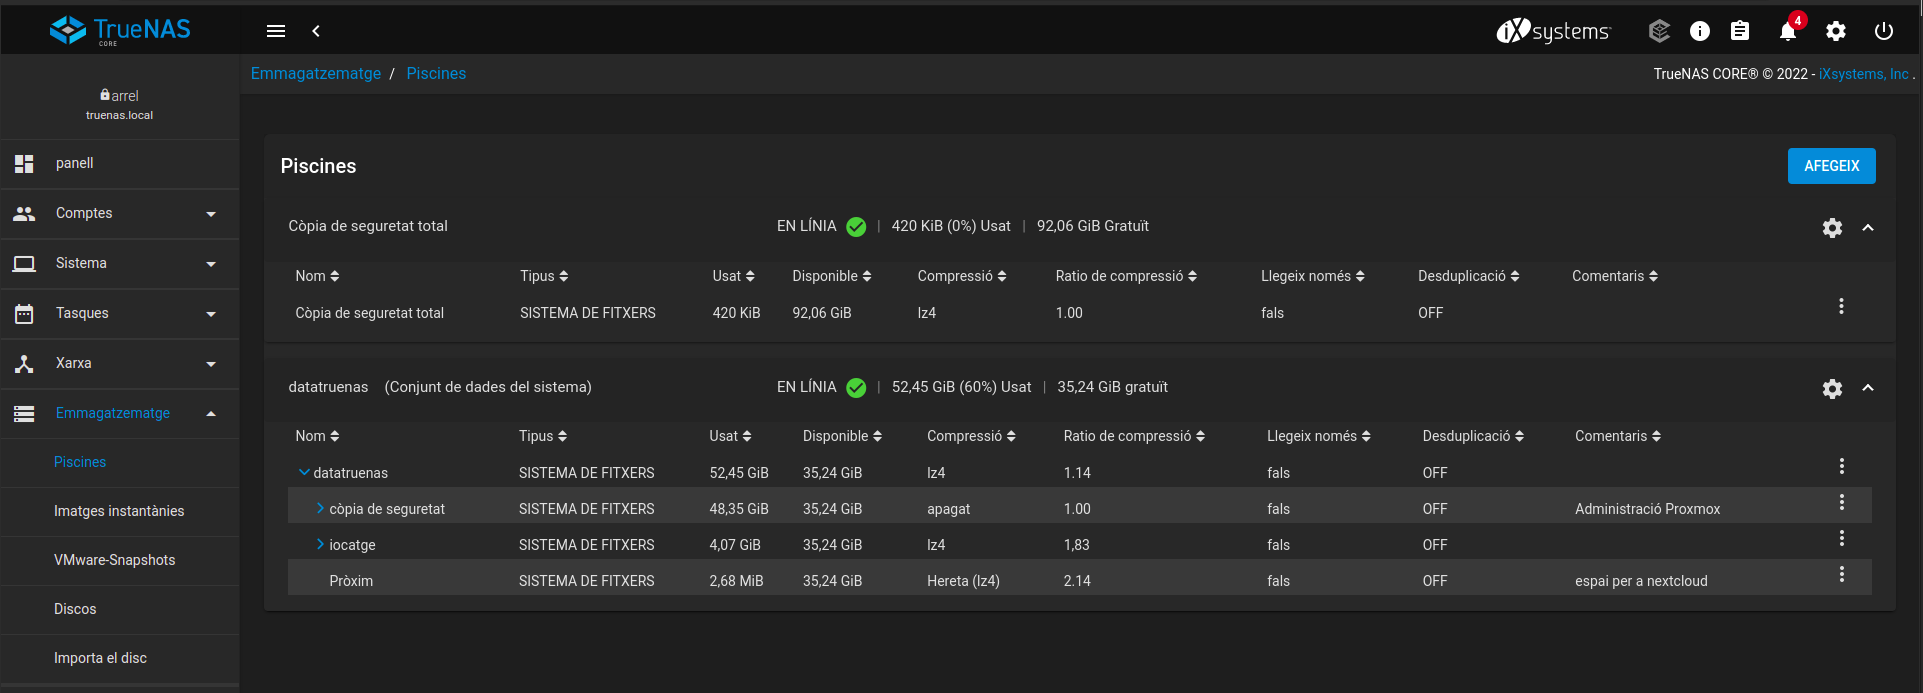 TrueNAS
CORE
iXsystems
4
Emmagatzematge / Piscines
TrueNAS CORE® © 2022 - iXsystems, Inc .
arrel
truenas.local
panell
Comptes
Sistema
Tasques
Xarxa
Emmagatzematge
Piscines
Imatges instantànies
VMware-Snapshots
Discos
Importa el disc
Piscines
AFEGEIX
Còpia de seguretat total EN LÍNIA | 420 KiB (0%) Usat | 92,06 GiB Gratuït
Nom Tipus Usat Disponible Compressió Ratio de compressió Llegeix només Desduplicació Comentaris
Còpia de seguretat total SISTEMA DE FITXERS 420 KiB 92,06 GiB lz4 1.00 fals OFF
datatruenas (Conjunt de dades del sistema) EN LÍNIA | 52,45 GiB (60%) Usat | 35,24 GiB gratuït
Nom Tipus Usat Disponible Compressió Ratio de compressió Llegeix només Desduplicació Comentaris
datatruenas SISTEMA DE FITXERS 52,45 GiB 35,24 GiB lz4 1.14 fals OFF
còpia de seguretat SISTEMA DE FITXERS 48,35 GiB 35,24 GiB apagat 1.00 fals OFF Administració Proxmox
iocatge SISTEMA DE FITXERS 4,07 GiB 35,24 GiB lz4 1,83 fals OFF
Pròxim SISTEMA DE FITXERS 2,68 MiB 35,24 GiB Hereta (lz4) 2.14 fals OFF espai per a nextcloud